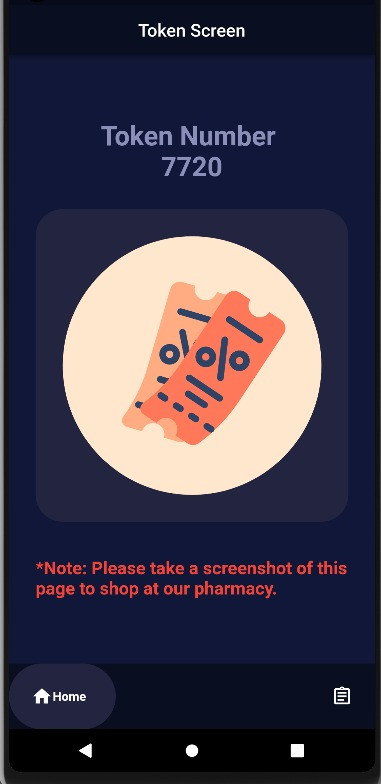 Token Screen
Token Number
7720
*Note: Please take a screenshot of this
page to shop at our pharmacy.
Home